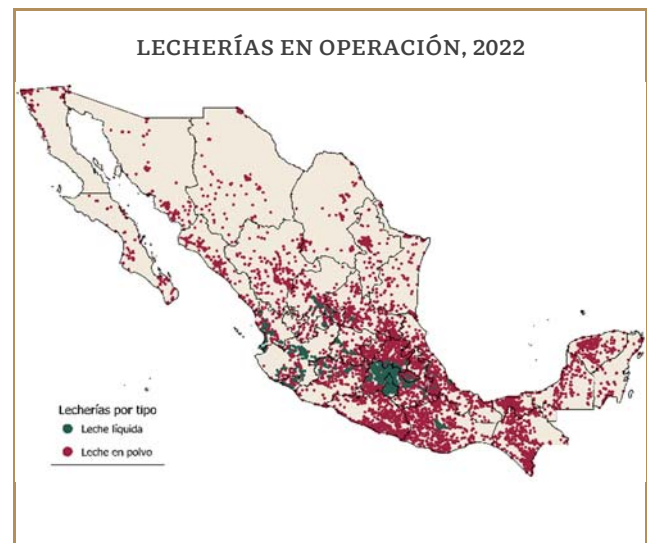 LECHERÍAS EN OPERACIÓN, 2022
Lecherías por tipo
Leche líquida
Leche en polvo